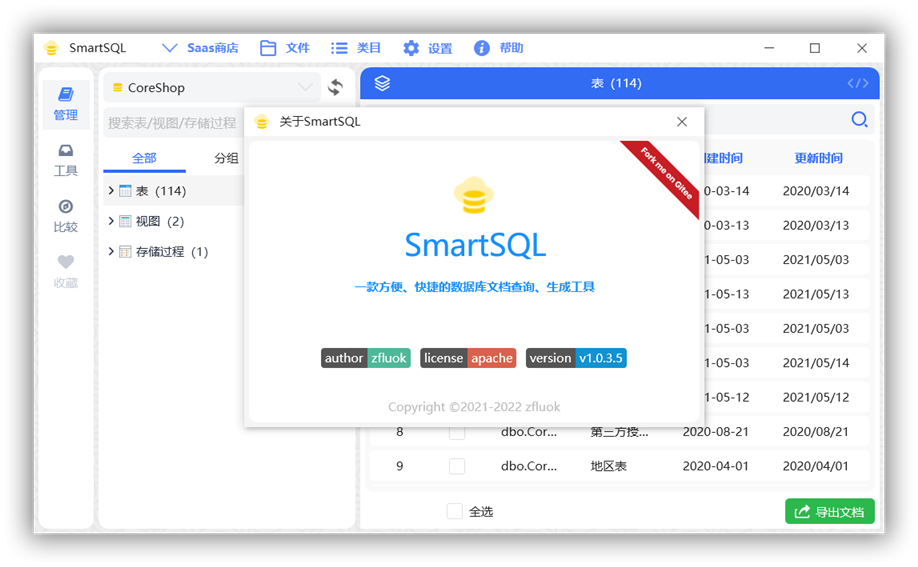 SmartSQL Saas商店 文件 类目 设置 帮助
管理
工具
比较
收藏
CoreShop
搜索表/视图/存储过程
全部 分组
表 (114)
视图 (2)
存储过程 (1)
表 (114) </>
建时间 更新时间
0-03-14 2020/03/14
0-03-13 2020/03/13
1-05-03 2021/05/03
1-05-13 2021/05/13
1-05-03 2021/05/03
1-05-03 2021/05/14
1-05-12 2021/05/12
8 dbo.Cor... 第三方授... 2020-08-21 2020/08/21
9 dbo.Cor... 地区表 2020-04-01 2020/04/01
全选
导出文档
关于SmartSQL
Fork me on Gitee
SmartSQL
一款方便、快捷的数据库文档查询、生成工具
author zfluok license apache version v1.0.3.5
Copyright ©2021-2022 zfluok